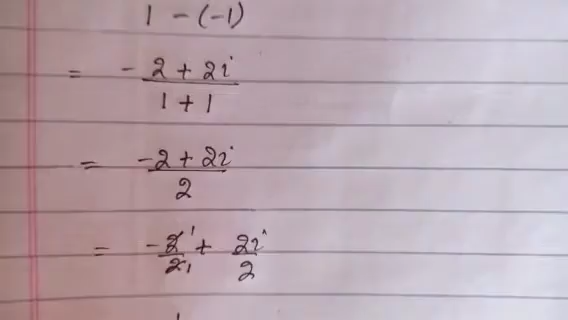 1 - (-1)
= - 2 + 2i / 1 + 1
= -2 + 2i / 2
= -2/2 + 2i/2